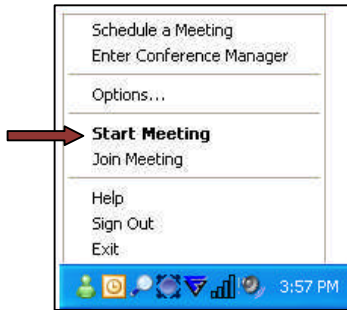 Schedule a Meeting
Enter Conference Manager
Options...
Start Meeting
Join Meeting
Help
Sign Out
Exit
3:57 PM